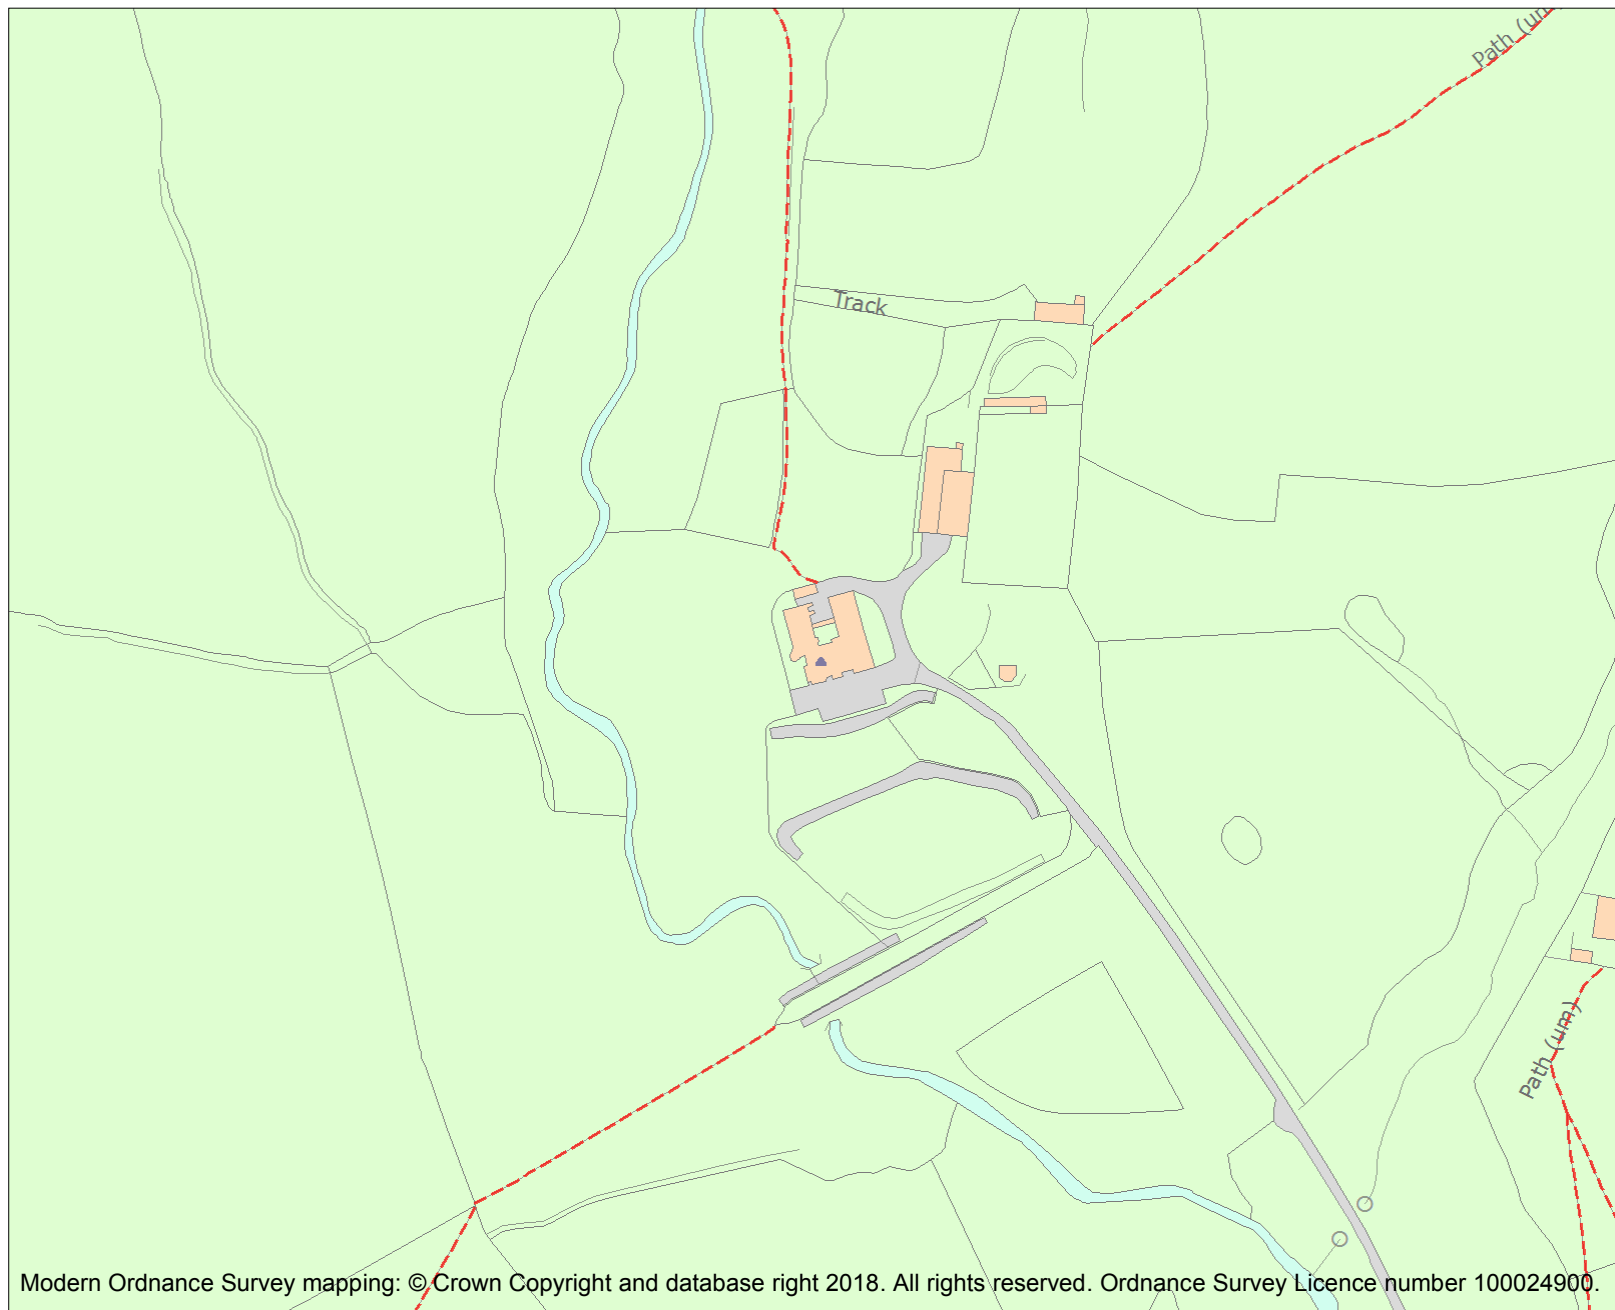 Path (um)
Track
Path (um)
Modern Ordnance Survey mapping: © Crown Copyright and database right 2018. All rights reserved. Ordnance Survey Licence number 100024900.